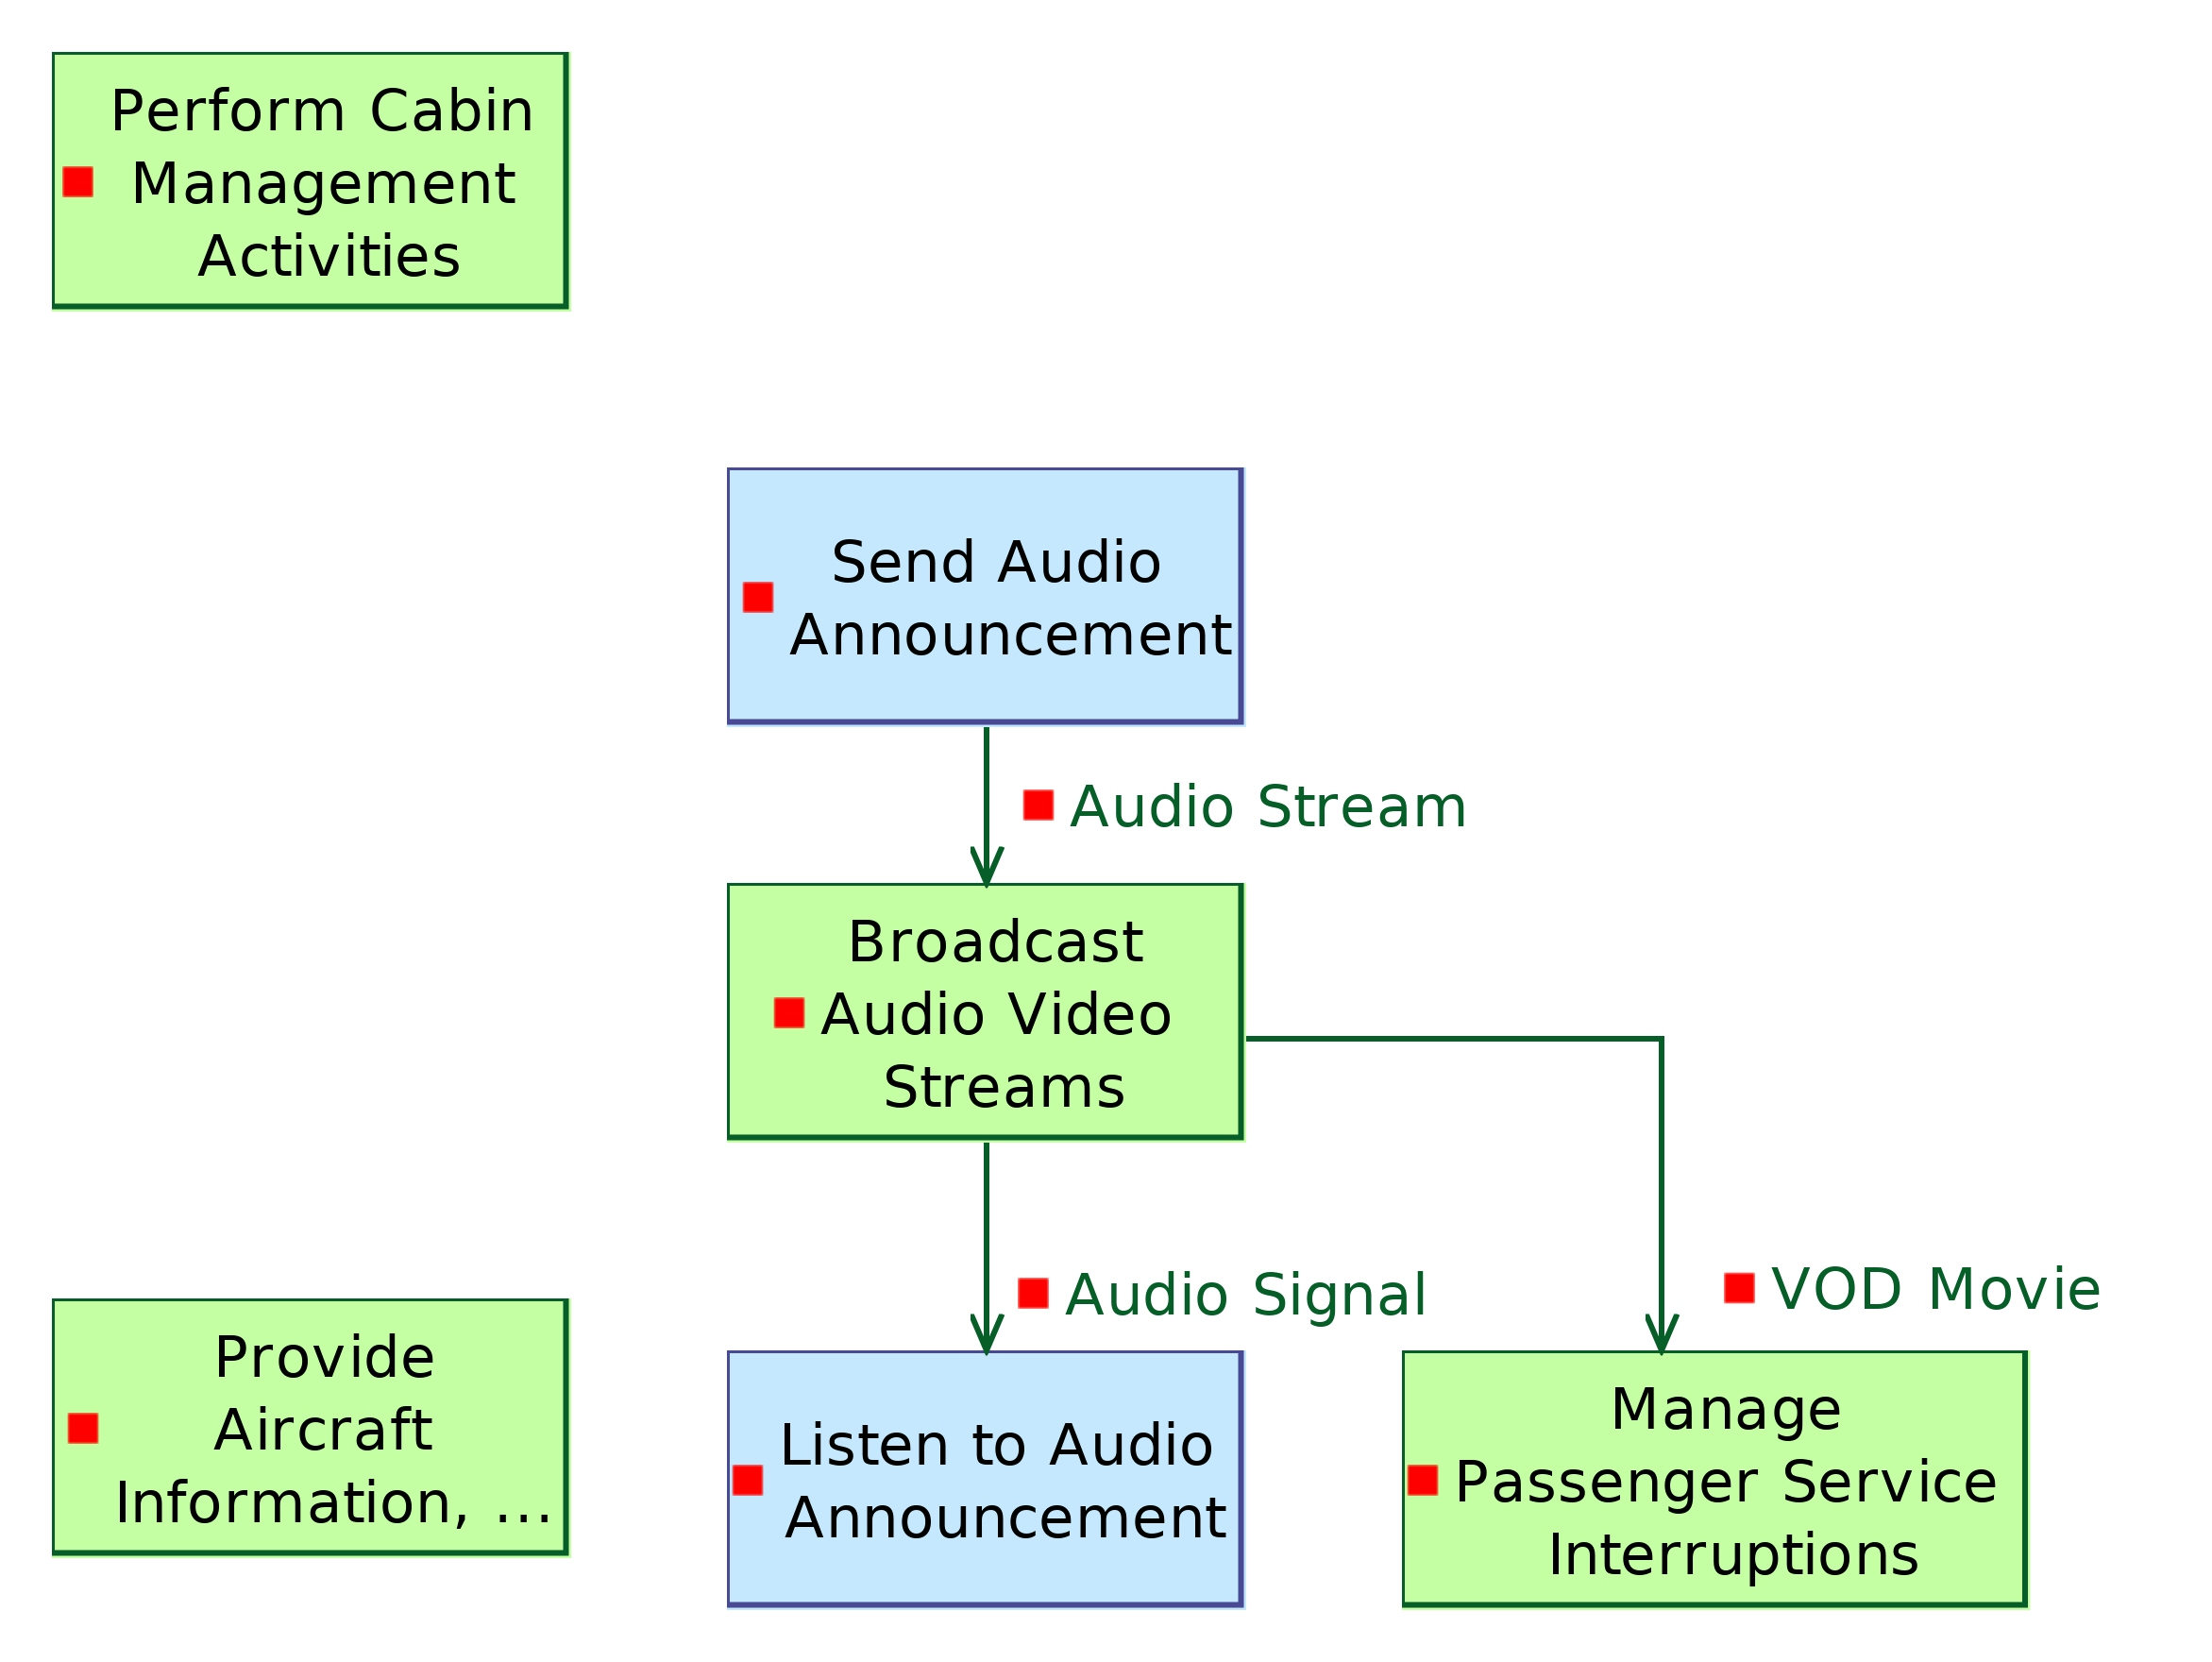 Perform Cabin
Management
Activities
Send Audio
Announcement
Audio Stream
Broadcast
Audio Video
Streams
Audio Signal
VOD Movie
Provide
Aircraft
Information, ...
Listen to Audio
Announcement
Manage
Passenger Service
Interruptions